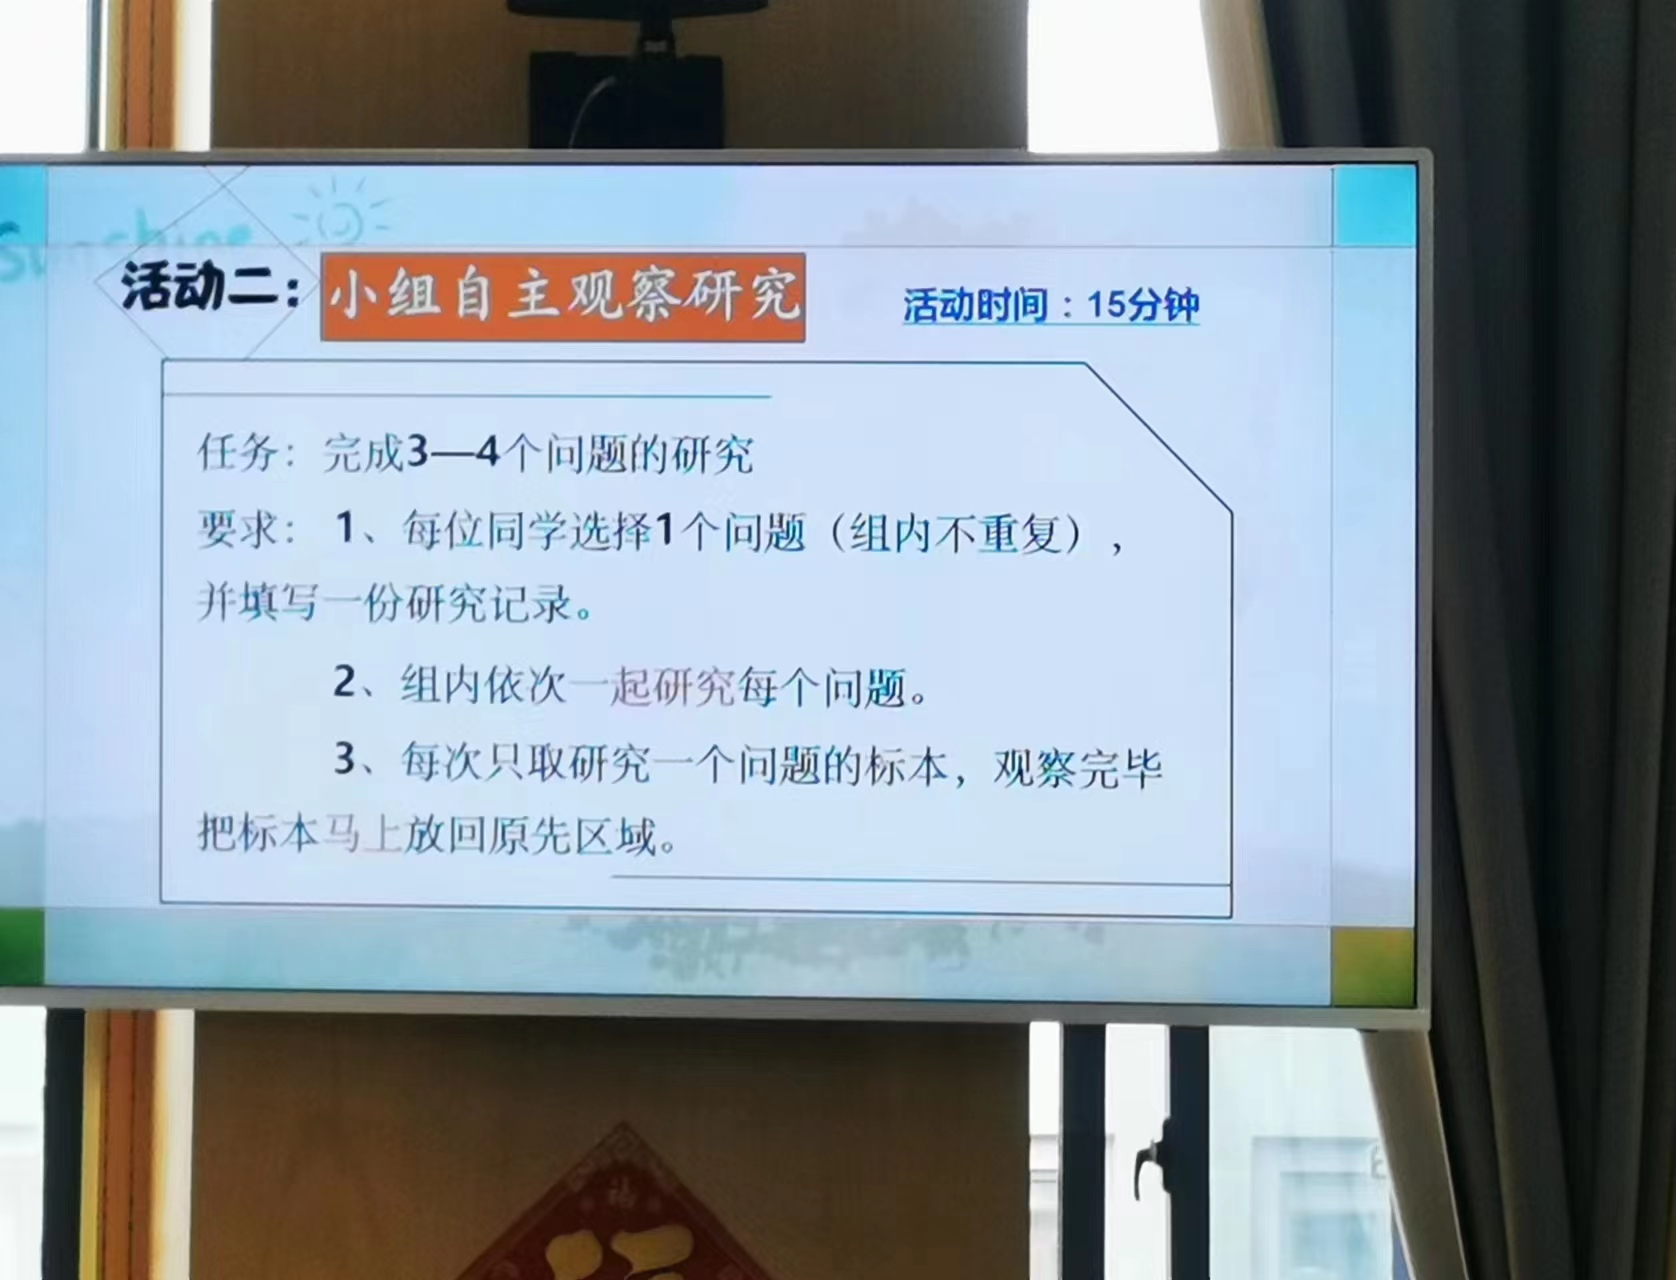 Sunshine
活动二：小组自主观察研究
活动时间：15分钟
任务：完成3—4个问题的研究
要求：1、每位同学选择1个问题（组内不重复），
并填写一份研究记录。
2、组内依次一起研究每个问题。
3、每次只取研究一个问题的标本，观察完毕
把标本马上放回原先区域。
福